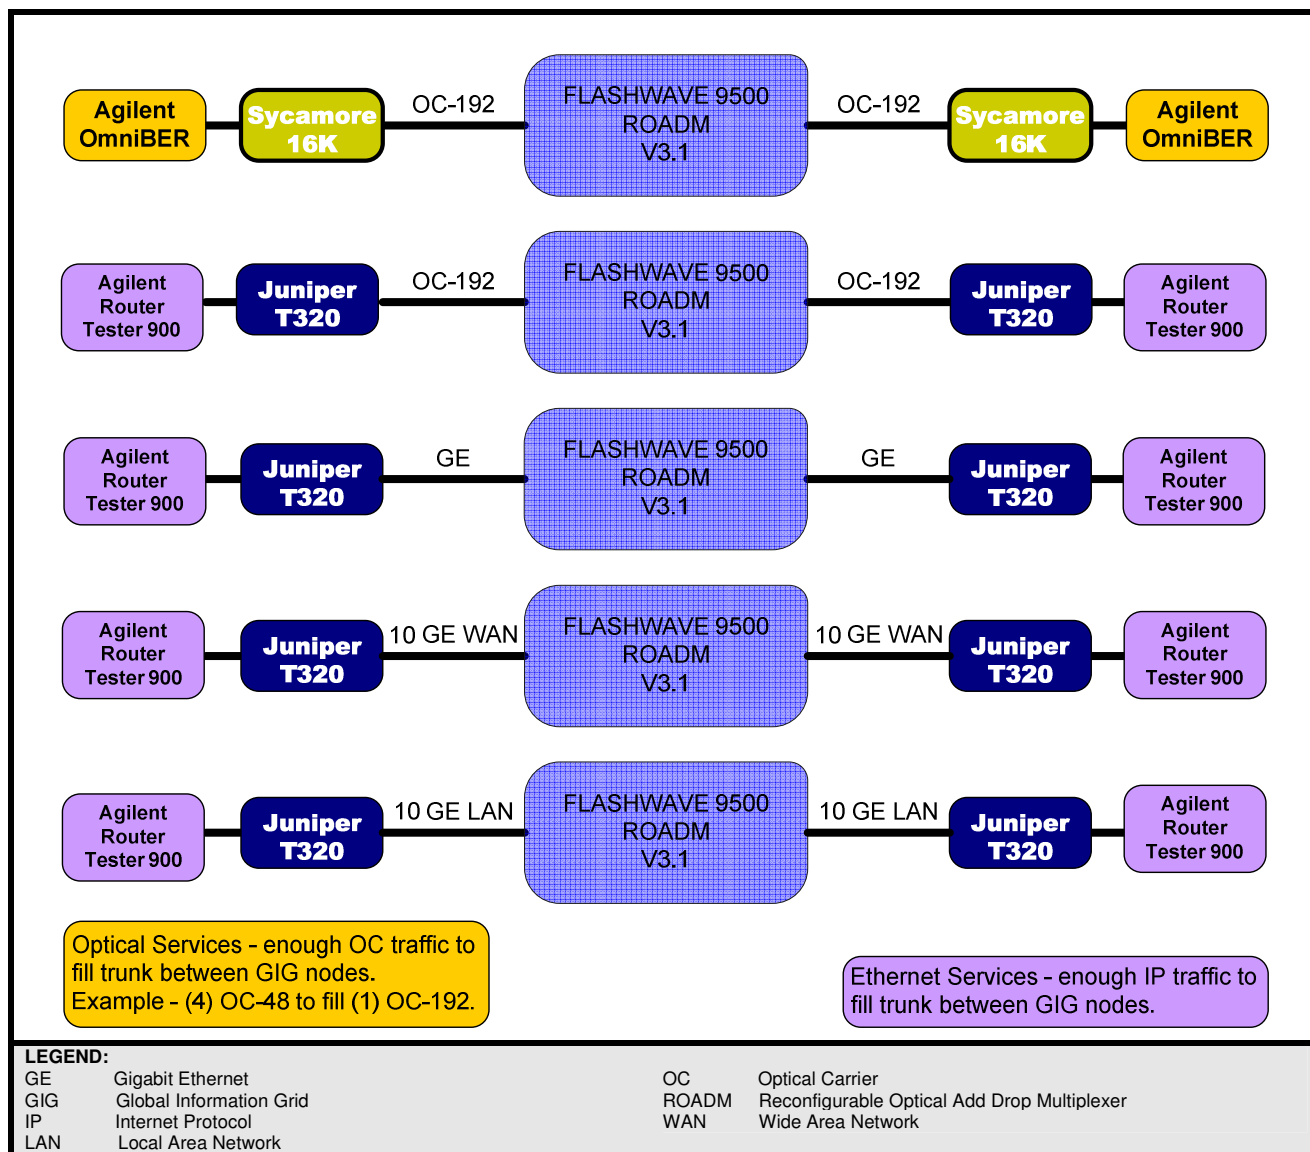 Agilent
OmniBER
Sycamore
16K
OC-192
FLASHWAVE 9500
ROADM
V3.1
OC-192
Sycamore
16K
Agilent
OmniBER
Agilent
Router
Tester 900
Juniper
T320
OC-192
FLASHWAVE 9500
ROADM
V3.1
OC-192
Juniper
T320
Agilent
Router
Tester 900
Agilent
Router
Tester 900
Juniper
T320
GE
FLASHWAVE 9500
ROADM
V3.1
GE
Juniper
T320
Agilent
Router
Tester 900
Agilent
Router
Tester 900
Juniper
T320
10 GE WAN
FLASHWAVE 9500
ROADM
V3.1
10 GE WAN
Juniper
T320
Agilent
Router
Tester 900
Agilent
Router
Tester 900
Juniper
T320
10 GE LAN
FLASHWAVE 9500
ROADM
V3.1
10 GE LAN
Juniper
T320
Agilent
Router
Tester 900
Optical Services - enough OC traffic to
fill trunk between GIG nodes.
Example - (4) OC-48 to fill (1) OC-192.
Ethernet Services - enough IP traffic to
fill trunk between GIG nodes.
LEGEND:
GE Gigabit Ethernet
GIG Global Information Grid
IP Internet Protocol
LAN Local Area Network
OC Optical Carrier
ROADM Reconfigurable Optical Add Drop Multiplexer
WAN Wide Area Network